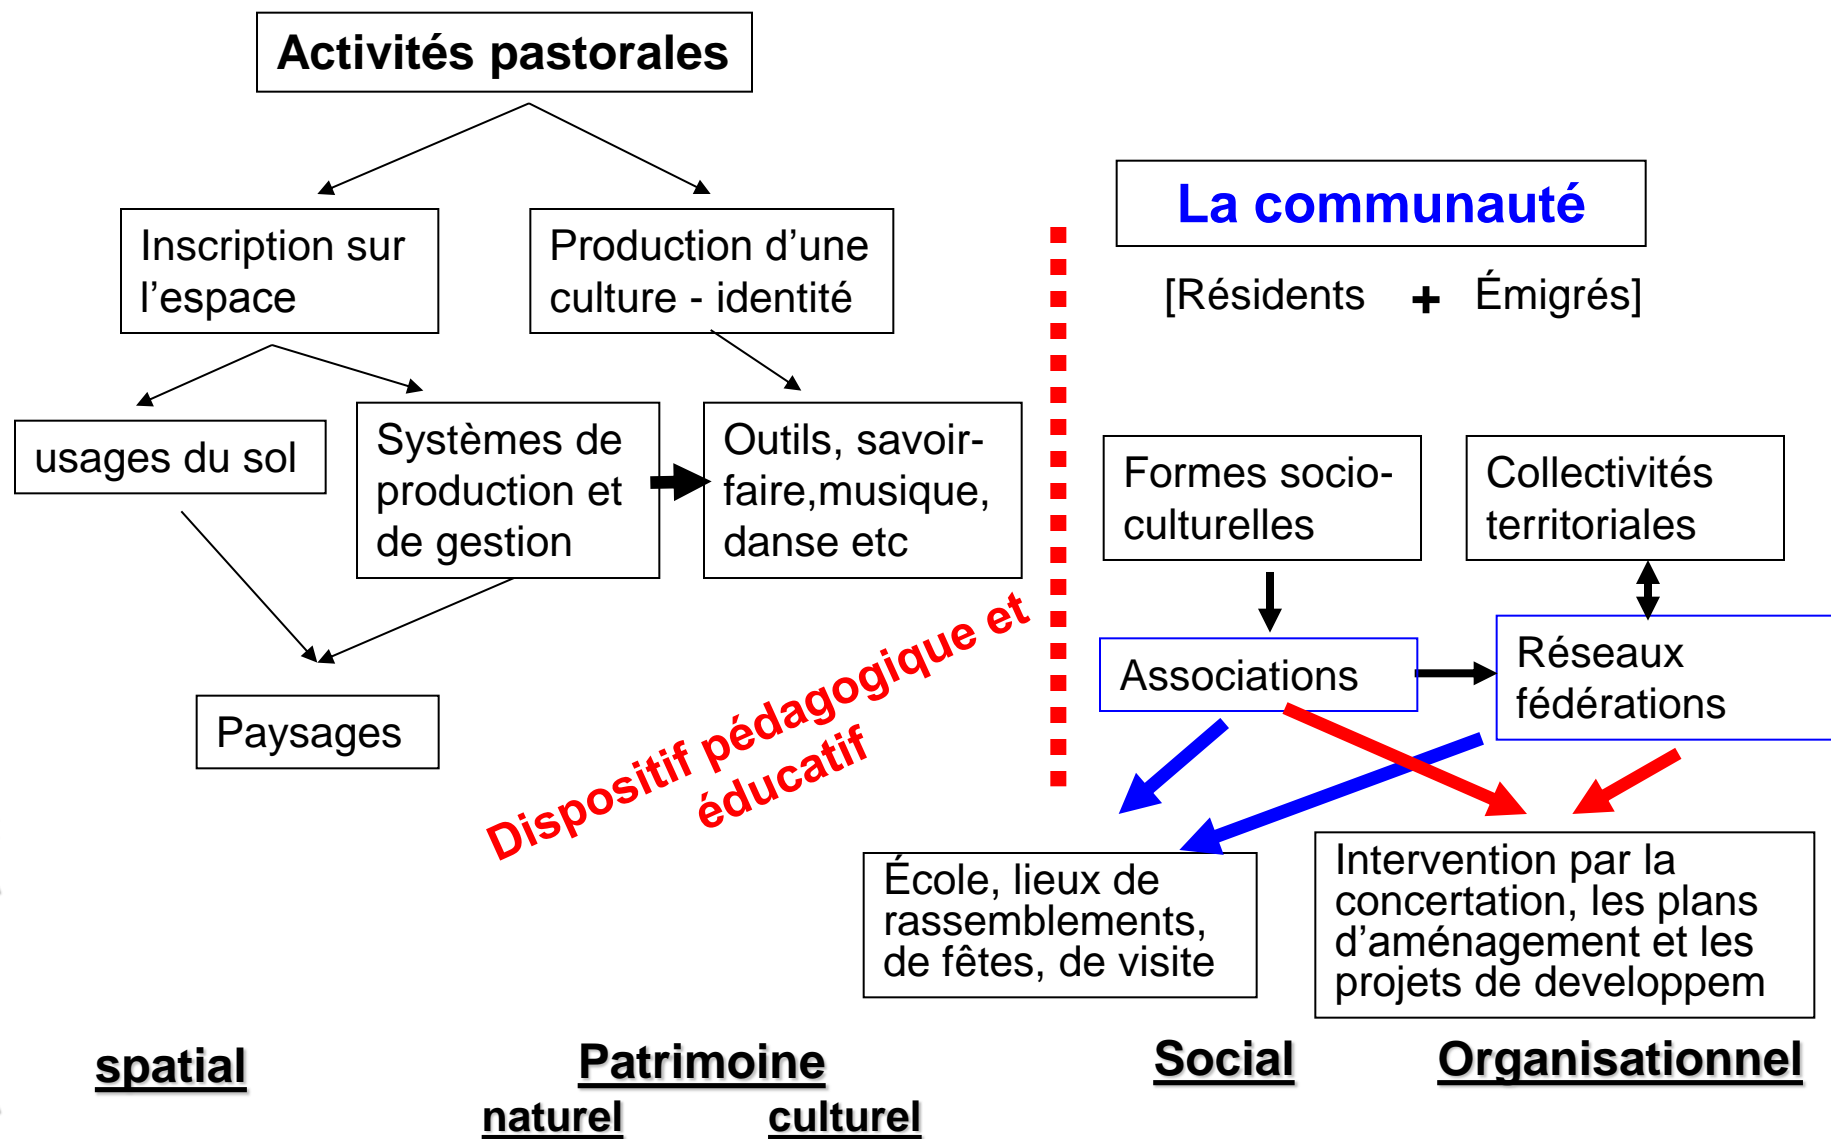 Activités pastorales
Inscription sur
l’espace
Production d’une
culture - identité
usages du sol
Systèmes de
production et
de gestion
Outils, savoir-
faire,musique,
danse etc
Paysages
Dispositif pédagogique et
éducatif
La communauté
[Résidents + Émigrés]
Formes socio-
culturelles
Collectivités
territoriales
Associations
Réseaux
fédérations
École, lieux de
rassemblements,
de fêtes, de visite
Intervention par la
concertation, les plans
d’aménagement et les
projets de developpem
spatial
Patrimoine
naturel culturel
Social
Organisationnel